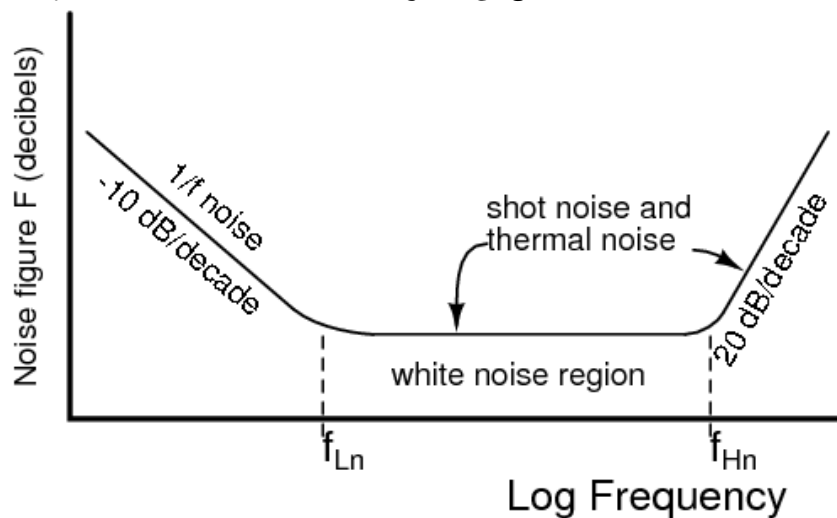 Noise figure F (decibels)
1/f noise
-10 dB/decade
shot noise and
thermal noise
20 dB/decade
white noise region
fLn
fHn
Log Frequency